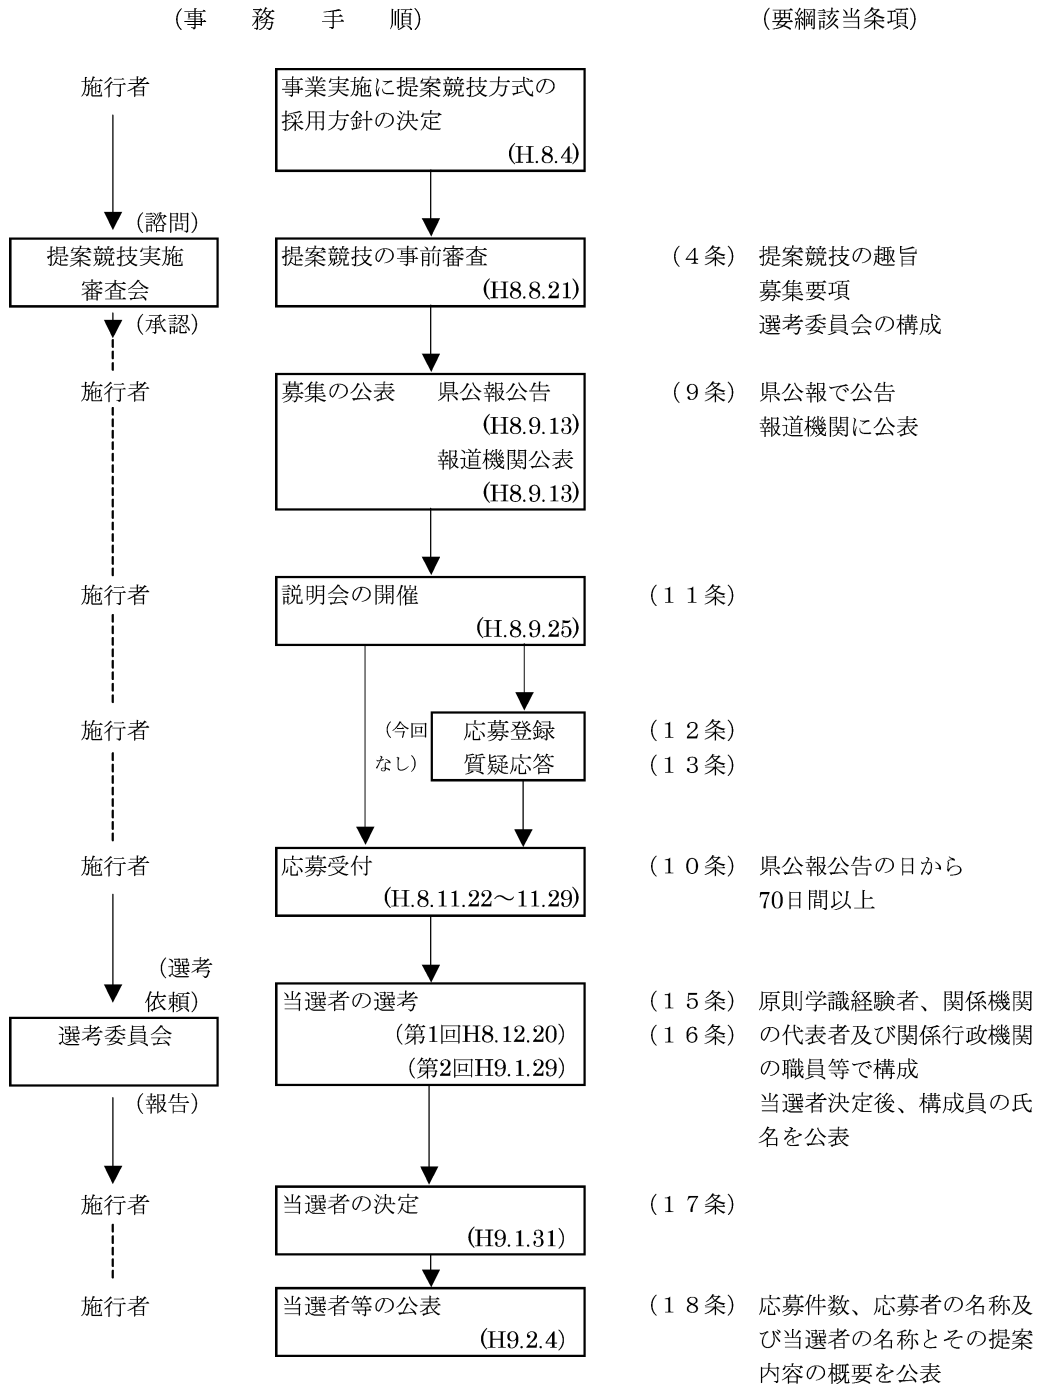 （事　務　手　順）　（要綱該当条項）
施行者　事業実施に提案競技方式の
採用方針の決定
(H.8.4)
（諮問）
提案競技実施　提案競技の事前審査　（４条）　提案競技の趣旨
審査会　(H8.8.21)　募集要項
（承認）　選考委員会の構成
施行者　募集の公表　県公報公告　（９条）　県公報で公告
(H8.9.13)　報道機関に公表
報道機関公表
(H8.9.13)
施行者　説明会の開催　（１１条）
(H.8.9.25)
施行者　（今回　応募登録　（１２条）
なし）　質疑応答　（１３条）
施行者　応募受付　（１０条）　県公報公告の日から
(H.8.11.22～11.29)　70日間以上
（選考
依頼）　当選者の選考　（１５条）　原則学識経験者、関係機関
選考委員会　（第1回H8.12.20）　（１６条）　の代表者及び関係行政機関
（第2回H9.1.29）　の職員等で構成
（報告）　当選者決定後、構成員の氏
名を公表
施行者　当選者の決定　（１７条）
(H9.1.31）
施行者　当選者等の公表　（１８条）　応募件数、応募者の名称及
(H9.2.4）　び当選者の名称とその提案
内容の概要を公表